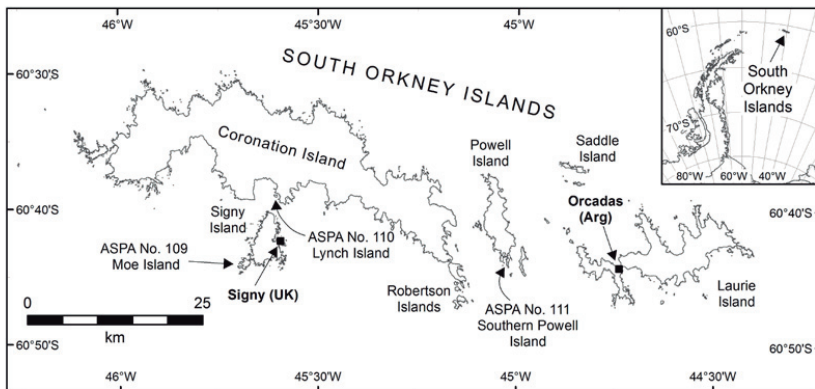 46°W
45°30'W
45°W
60°S
70°S
80°W 60°W 40°W
South
Orkney
Islands
60°30'S
60°40'S
60°50'S
SOUTH ORKNEY ISLANDS
Coronation Island
Powell
Island
Saddle
Island
Signy
Island
ASPA No. 110
Lynch Island
ASPA No. 109
Moe Island
Signy (UK)
Robertson
Islands
ASPA No. 111
Southern Powell
Island
Orcadas
(Arg)
Laurie
Island
0 25
km
60°40'S
60°50'S
46°W
45°30'W
45°W
44°30'W